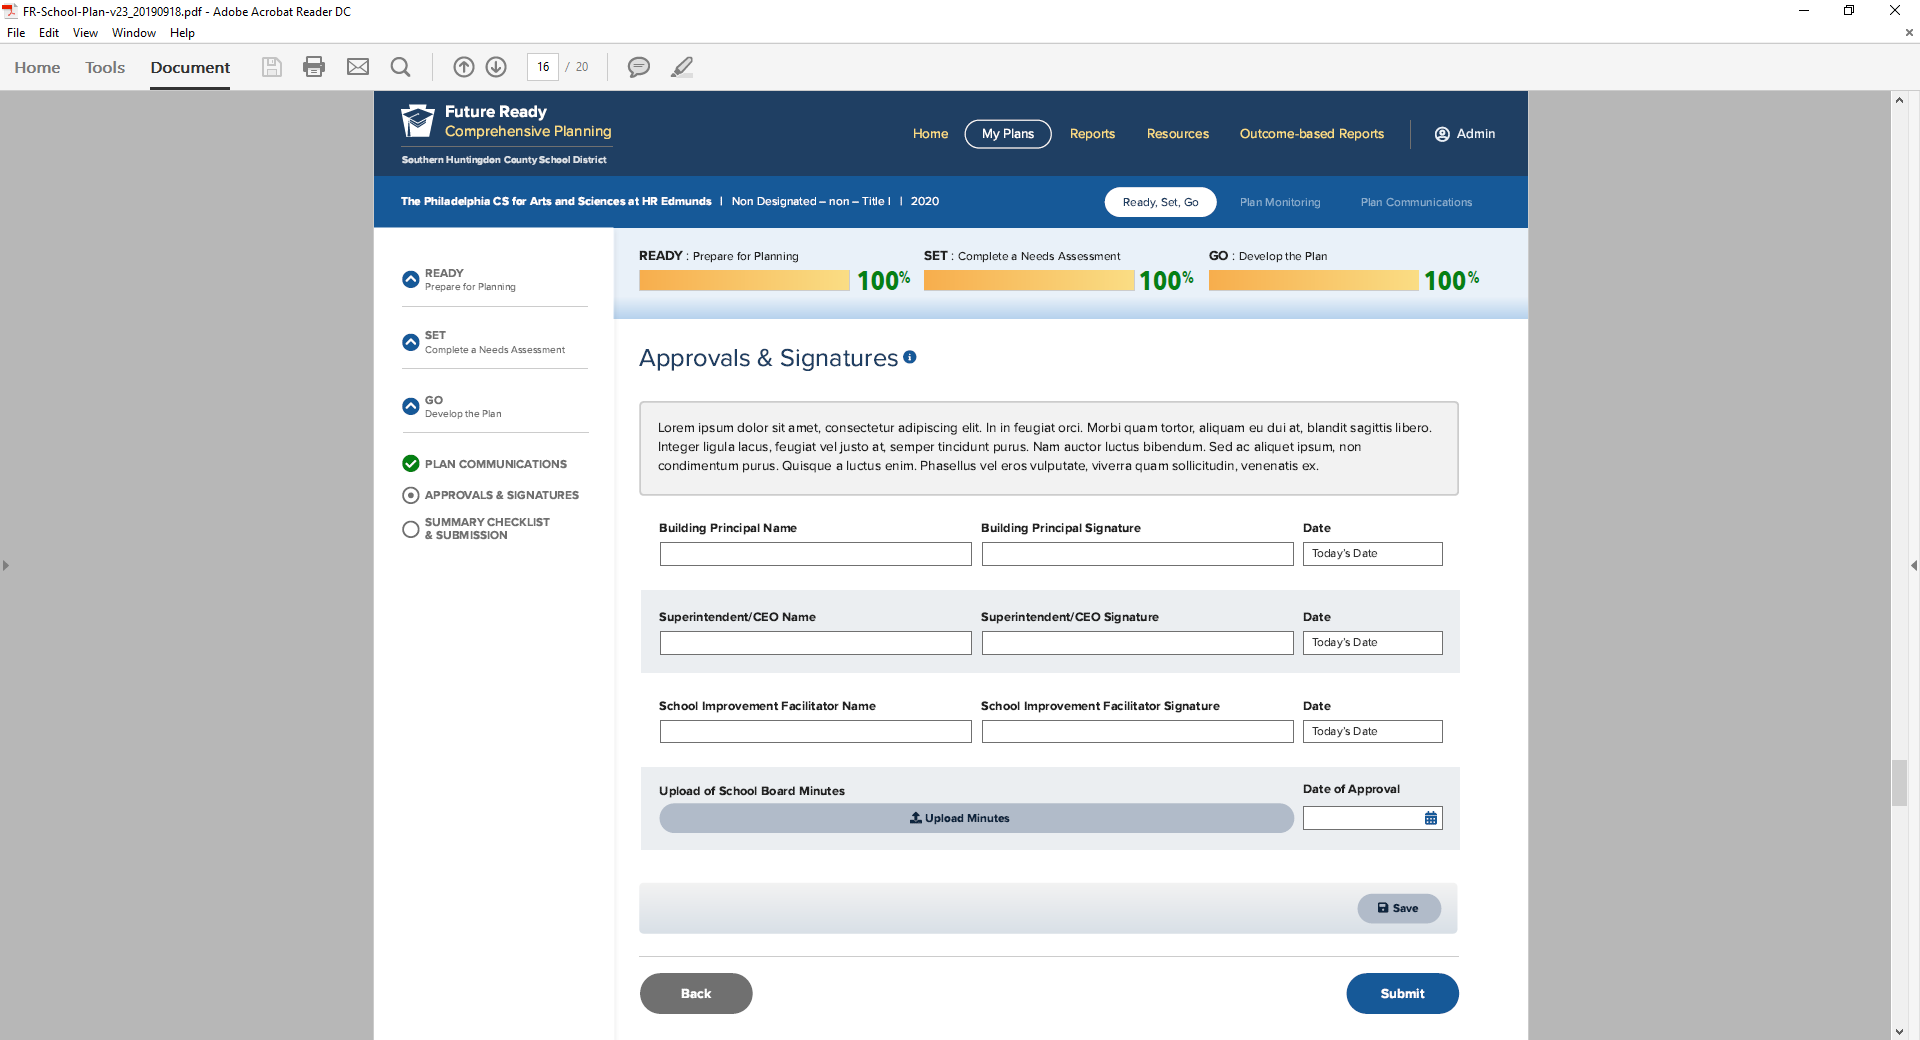 FR-School-Plan-v23_20190918.pdf - Adobe Acrobat Reader DC
File Edit View Window Help
Home Tools Document 16 / 20
Future Ready
Comprehensive Planning
Southern Huntingdon County School District
Home My Plans Reports Resources Outcome-based Reports Admin
The Philadelphia CS for Arts and Sciences at HR Edmunds | Non Designated – non – Title I | 2020
Ready, Set, Go Plan Monitoring Plan Communications
READY
Prepare for Planning
SET
Complete a Needs Assessment
GO
Develop the Plan
PLAN COMMUNICATIONS
APPROVALS & SIGNATURES
SUMMARY CHECKLIST
& SUBMISSION
READY : Prepare for Planning
100%
SET : Complete a Needs Assessment
100%
GO : Develop the Plan
100%
Approvals & Signatures
Lorem ipsum dolor sit amet, consectetur adipiscing elit. In in feugiat orci. Morbi quam tortor, aliquam eu dui at, blandit sagittis libero.
Integer ligula lacus, feugiat vel justo at, semper tincidunt purus. Nam auctor luctus bibendum. Sed ac aliquet ipsum, non
condimentum purus. Quisque a luctus enim. Phasellus vel eros vulputate, viverra quam sollicitudin, venenatis ex.
Building Principal Name Building Principal Signature Date
Today's Date
Superintendent/CEO Name Superintendent/CEO Signature Date
Today's Date
School Improvement Facilitator Name School Improvement Facilitator Signature Date
Today's Date
Upload of School Board Minutes Date of Approval
Upload Minutes
Save
Back Submit